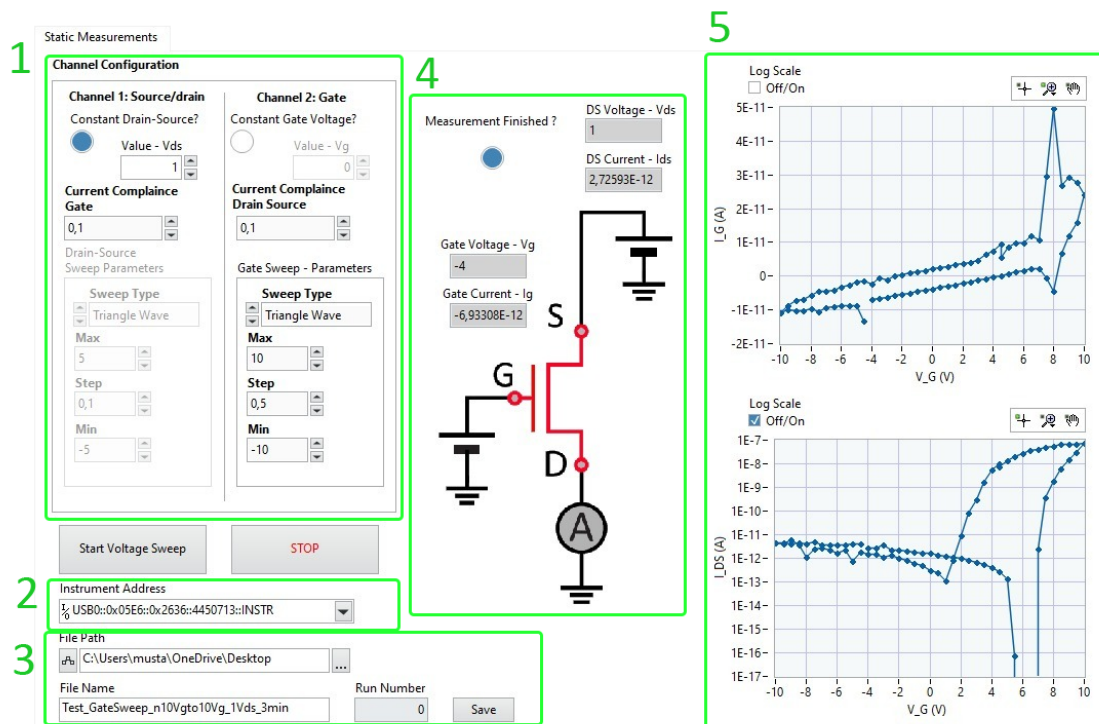 Static Measurements
1
Channel Configuration
Channel 1: Source/drain
Constant Drain-Source?
Value - Vds
1
Current Complaince
Gate
0,1
Drain-Source
Sweep Parameters
Sweep Type
Triangle Wave
Max
5
Step
0,1
Min
-5
Channel 2: Gate
Constant Gate Voltage?
Value - Vg
0
Current Complaince
Drain Source
0,1
Gate Sweep - Parameters
Sweep Type
Triangle Wave
Max
10
Step
0,5
Min
-10
Start Voltage Sweep
STOP
2
Instrument Address
I/O USB0::0x05E6::0x2636::4450713::INSTR
3
File Path
C:\Users\musta\OneDrive\Desktop
...
File Name
Test_GateSweep_n10Vgto10Vg_1Vds_3min
Run Number
0
Save
4
Measurement Finished ?
DS Voltage - Vds
1
DS Current - Ids
2,72593E-12
Gate Voltage - Vg
-4
Gate Current - Ig
-6,93308E-12
S
G
D
A
5
Log Scale
Off/On
I_G (A)
5E-11
4E-11
3E-11
2E-11
1E-11
0
-1E-11
-2E-11
-10 -8 -6 -4 -2 0 2 4 6 8 10
V_G (V)
Log Scale
Off/On
I_DS (A)
1E-7
1E-8
1E-9
1E-10
1E-11
1E-12
1E-13
1E-14
1E-15
1E-16
1E-17
-10 -8 -6 -4 -2 0 2 4 6 8 10
V_G (V)